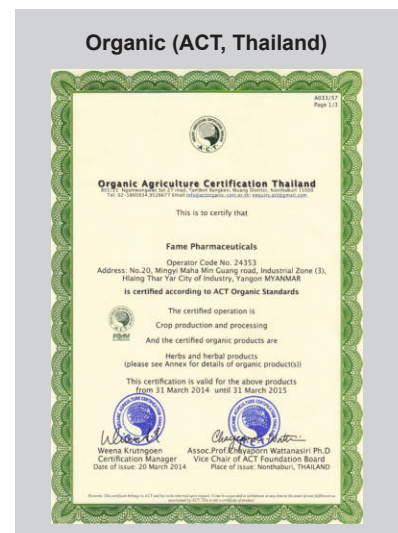 Organic (ACT, Thailand)
A033/57
Page 1/3
ACT
Organic Agriculture Certification Thailand
This is to certify that
Fame Pharmaceuticals
Operator Code No. 24353
Address: No.20, Mingyi Maha Min Guang road, Industrial Zone (3),
Hlaing Thar Yar City of Industry, Yangon MYANMAR
is certified according to ACT Organic Standards
The certified operation is
Crop production and processing
And the certified organic products are
Herbs and herbal products
(please see Annex for details of organic product(s))
This certification is valid for the above products
from 31 March 2014 until 31 March 2015
Weena Krutngoen
Certification Manager
Date of issue: 20 March 2014
Assoc.Prof.Chayaporn Wattanasiri Ph.D
Vice Chair of ACT Foundation Board
Place of issue: Nonthaburi, THAILAND